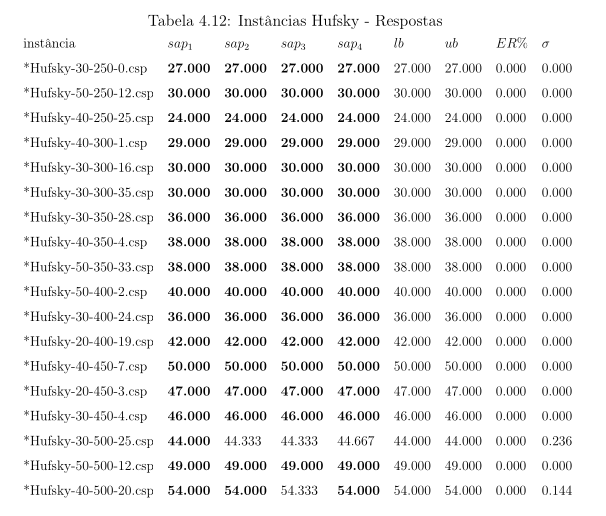 Tabela 4.12: Instâncias Hufsky - Respostas
instância sap1 sap2 sap3 sap4 lb ub ER% σ
*Hufsky-30-250-0.csp 27.000 27.000 27.000 27.000 27.000 27.000 0.000 0.000
*Hufsky-50-250-12.csp 30.000 30.000 30.000 30.000 30.000 30.000 0.000 0.000
*Hufsky-40-250-25.csp 24.000 24.000 24.000 24.000 24.000 24.000 0.000 0.000
*Hufsky-40-300-1.csp 29.000 29.000 29.000 29.000 29.000 29.000 0.000 0.000
*Hufsky-30-300-16.csp 30.000 30.000 30.000 30.000 30.000 30.000 0.000 0.000
*Hufsky-30-300-35.csp 30.000 30.000 30.000 30.000 30.000 30.000 0.000 0.000
*Hufsky-30-350-28.csp 36.000 36.000 36.000 36.000 36.000 36.000 0.000 0.000
*Hufsky-40-350-4.csp 38.000 38.000 38.000 38.000 38.000 38.000 0.000 0.000
*Hufsky-50-350-33.csp 38.000 38.000 38.000 38.000 38.000 38.000 0.000 0.000
*Hufsky-50-400-2.csp 40.000 40.000 40.000 40.000 40.000 40.000 0.000 0.000
*Hufsky-30-400-24.csp 36.000 36.000 36.000 36.000 36.000 36.000 0.000 0.000
*Hufsky-20-400-19.csp 42.000 42.000 42.000 42.000 42.000 42.000 0.000 0.000
*Hufsky-40-450-7.csp 50.000 50.000 50.000 50.000 50.000 50.000 0.000 0.000
*Hufsky-20-450-3.csp 47.000 47.000 47.000 47.000 47.000 47.000 0.000 0.000
*Hufsky-30-450-4.csp 46.000 46.000 46.000 46.000 46.000 46.000 0.000 0.000
*Hufsky-30-500-25.csp 44.000 44.333 44.333 44.667 44.000 44.000 0.000 0.236
*Hufsky-50-500-12.csp 49.000 49.000 49.000 49.000 49.000 49.000 0.000 0.000
*Hufsky-40-500-20.csp 54.000 54.000 54.333 54.000 54.000 54.000 0.000 0.144